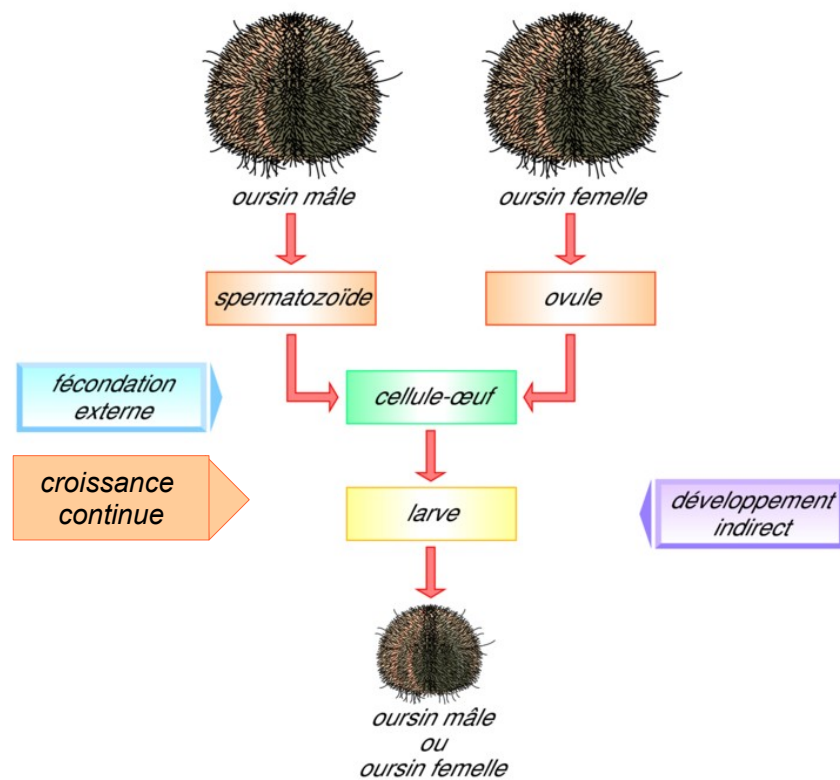 oursin mâle
oursin femelle
spermatozoïde
ovule
fécondation
externe
cellule-œuf
croissance
continue
larve
développement
indirect
oursin mâle
ou
oursin femelle